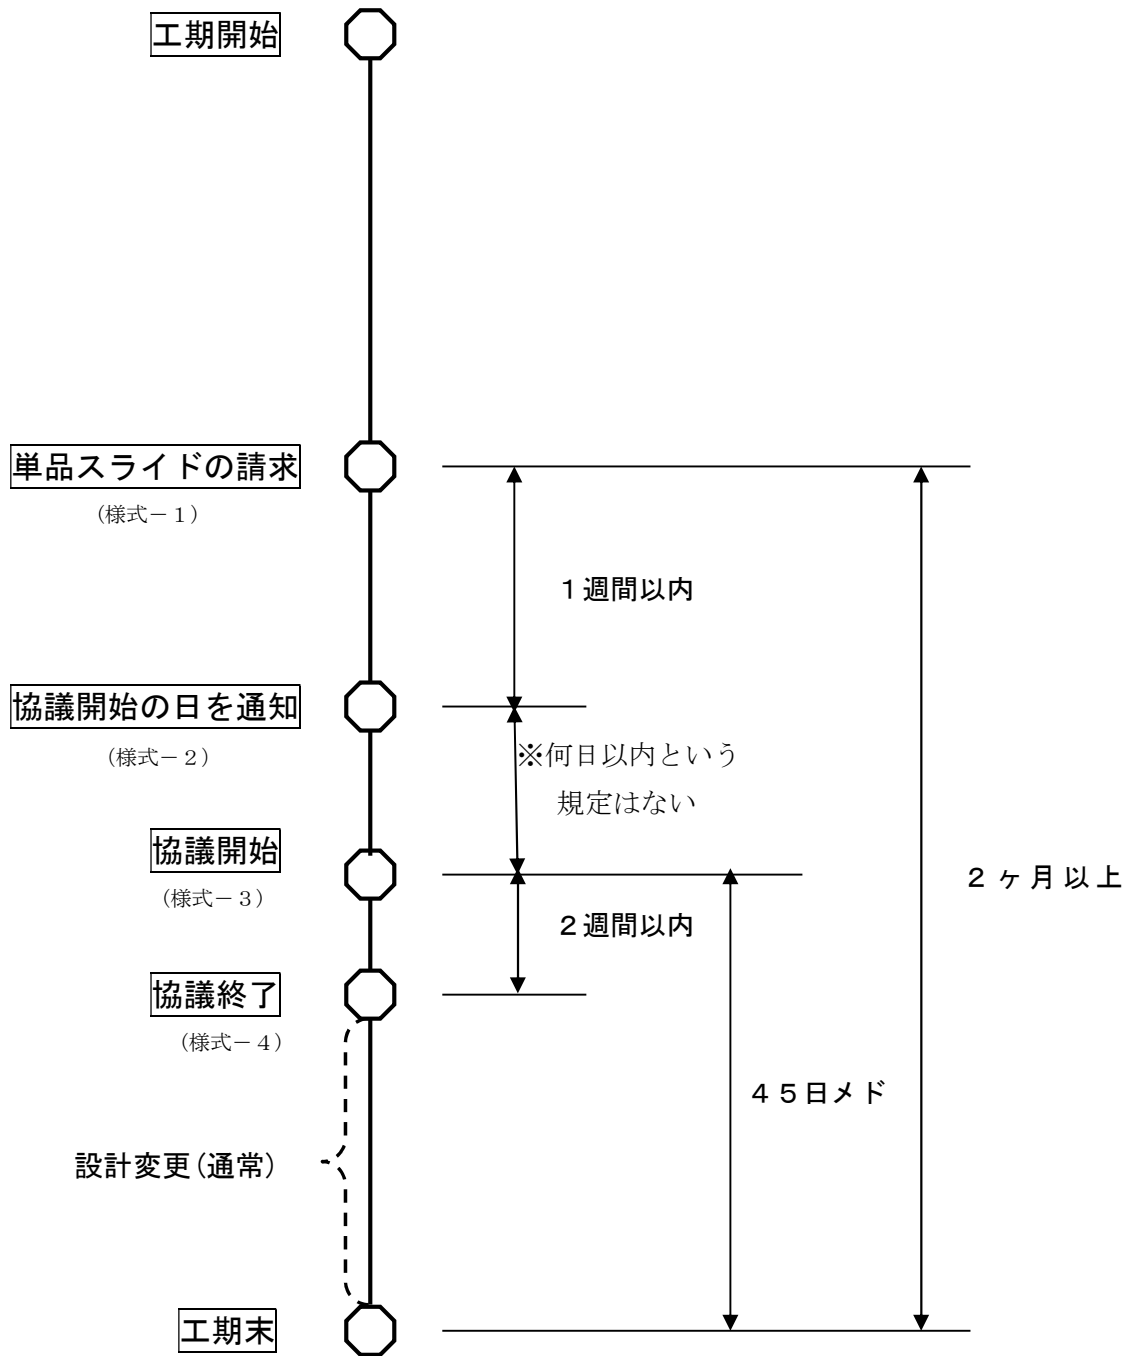 工期開始
単品スライドの請求
(様式－１)
１週間以内
協議開始の日を通知
(様式－２)
※何日以内という
規定はない
協議開始
(様式－３)
２ヶ月以上
２週間以内
協議終了
(様式－４)
４５日メド
設計変更(通常)
工期末